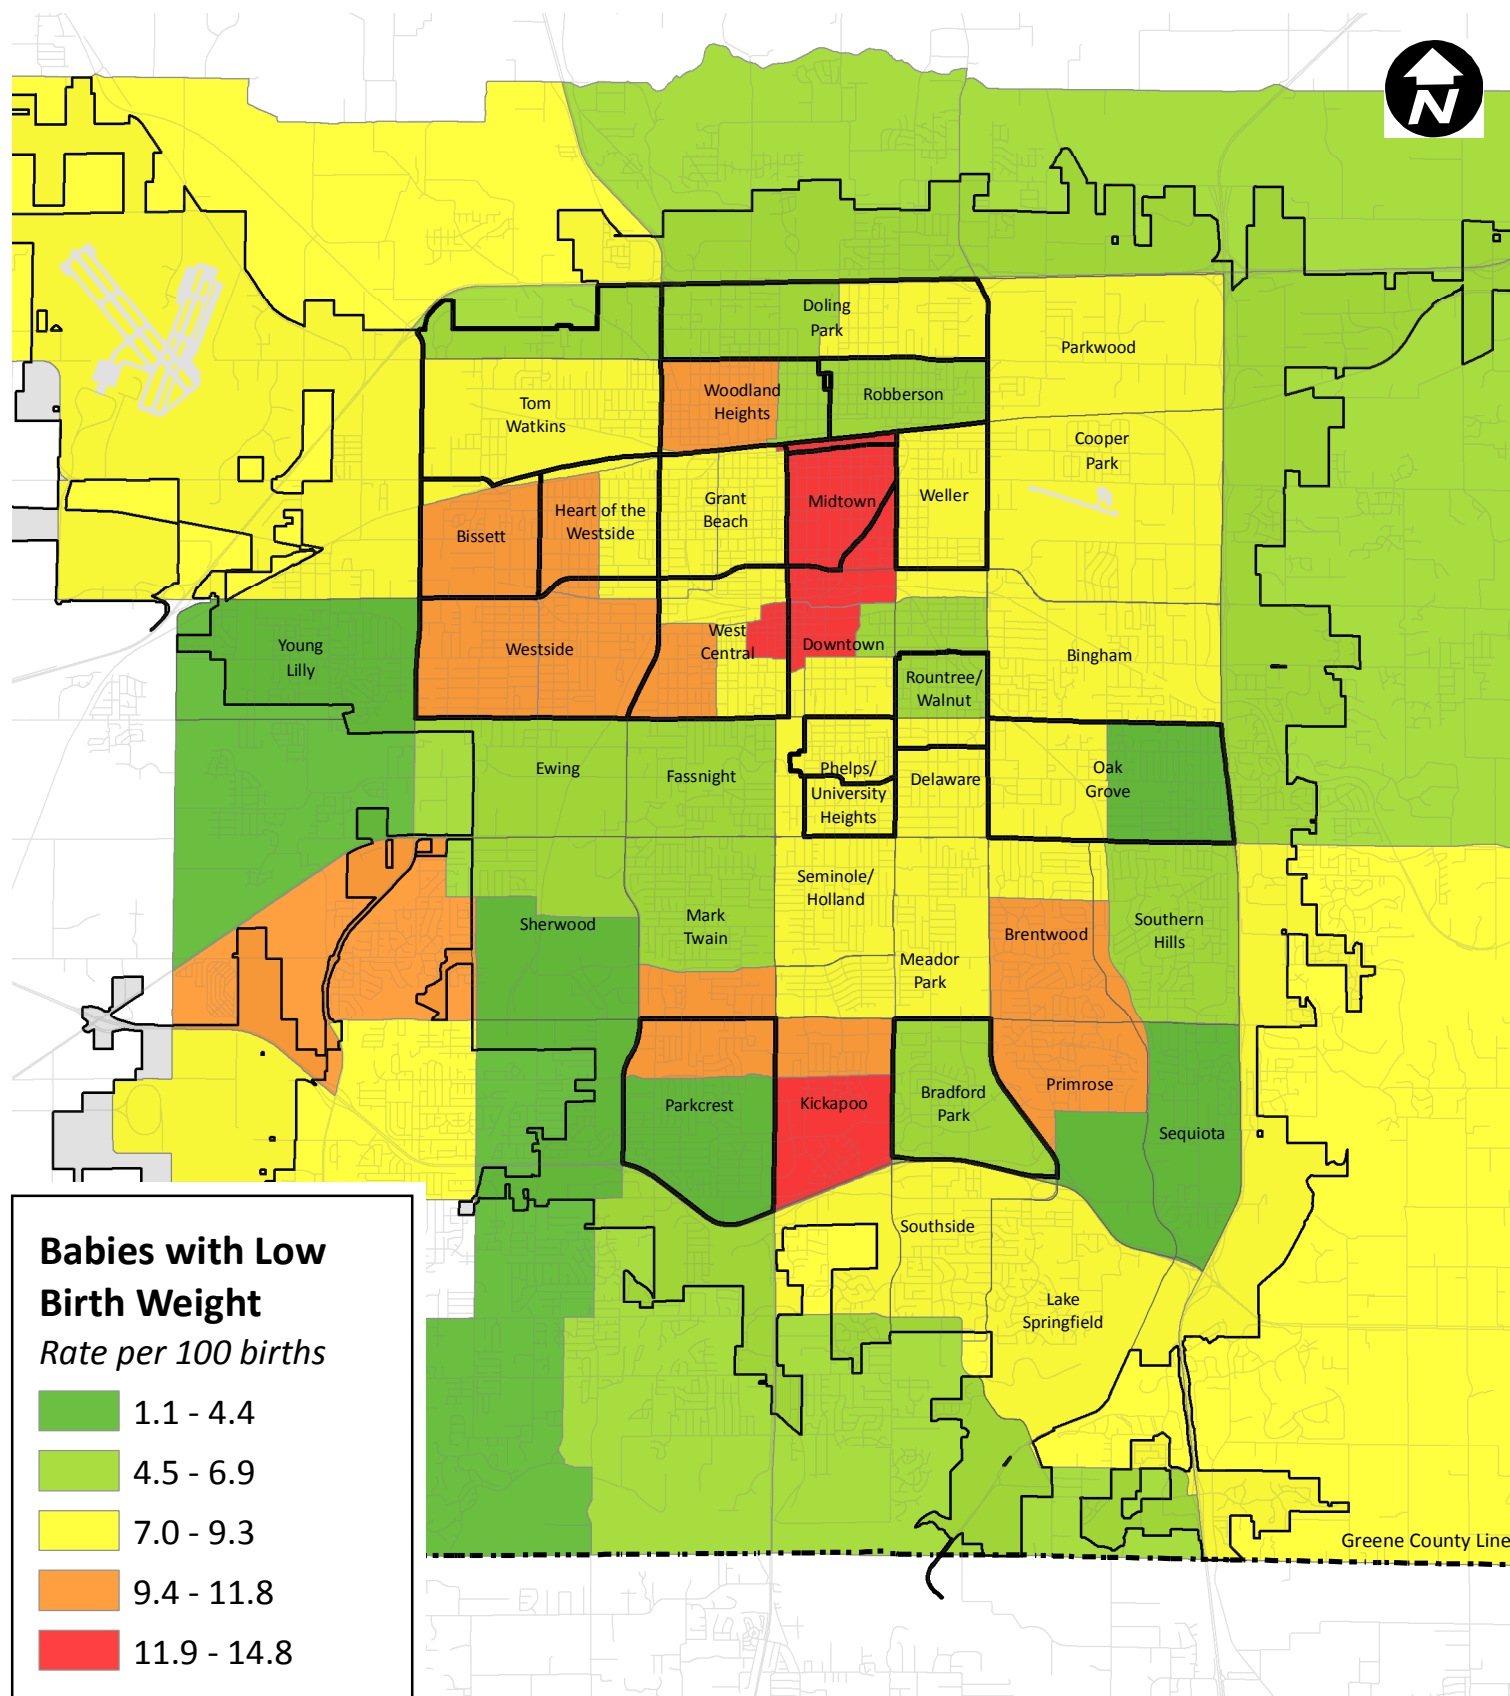 N
Doling
Park
Parkwood
Woodland
Heights
Robberson
Tom
Watkins
Cooper
Park
Grant
Beach
Midtown
Weller
Heart of the
Westside
Bissett
Young
Lilly
Westside
West
Central
Downtown
Bingham
Rountree/
Walnut
Ewing
Fassnight
Phelps/
University
Heights
Delaware
Oak
Grove
Seminole/
Holland
Sherwood
Mark
Twain
Brentwood
Southern
Hills
Meador
Park
Parkcrest
Kickapoo
Bradford
Park
Primrose
Sequiota
Southside
Lake
Springfield
Greene County Line
Babies with Low
Birth Weight
Rate per 100 births
1.1 - 4.4
4.5 - 6.9
7.0 - 9.3
9.4 - 11.8
11.9 - 14.8